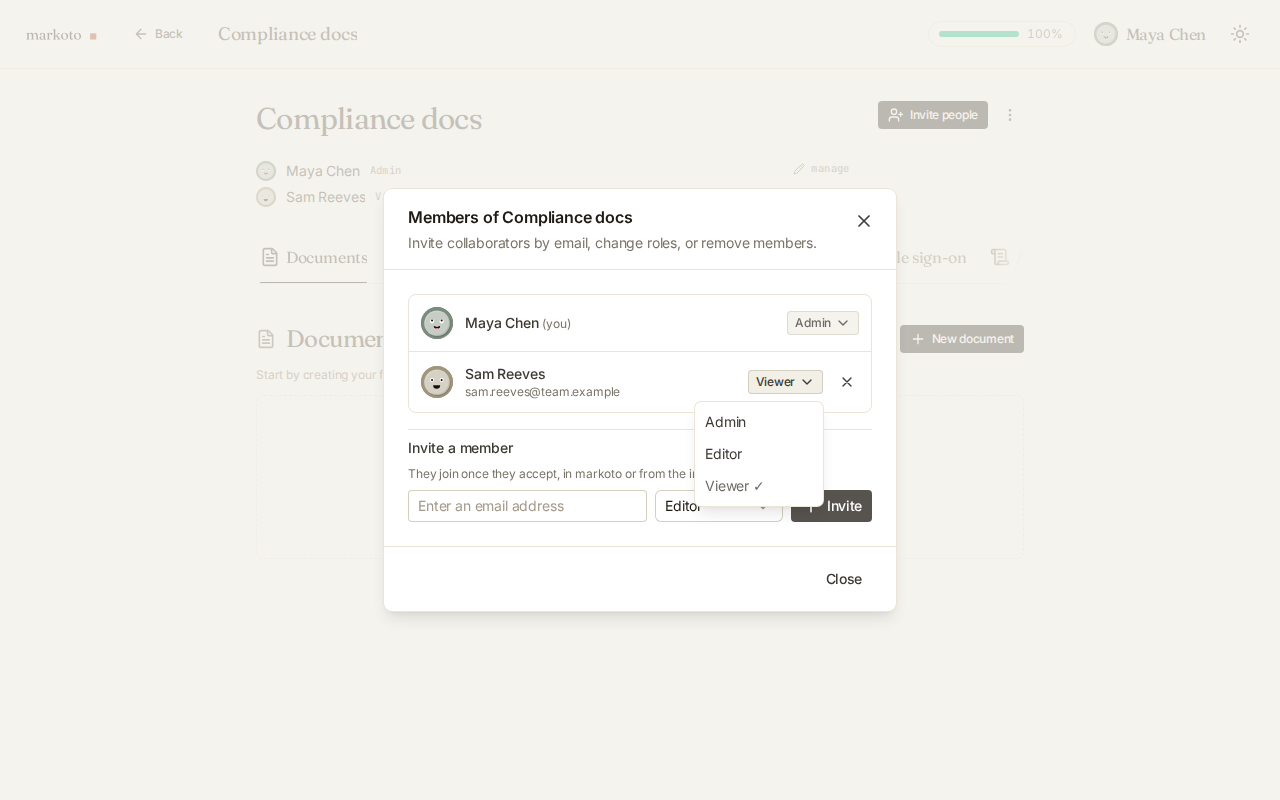 markoto
Back
Compliance docs
100%
Maya Chen
Compliance docs
Invite people
Maya Chen Admin
manage
Sam Reeves
Members of Compliance docs
Invite collaborators by email, change roles, or remove members.
Documents
sign-on
Maya Chen (you)
Admin
New document
Sam Reeves
sam.reeves@team.example
Viewer
Start by creating your
Admin
Editor
Viewer ✓
Invite a member
They join once they accept, in markoto or from the
Enter an email address
Editor
Invite
Close